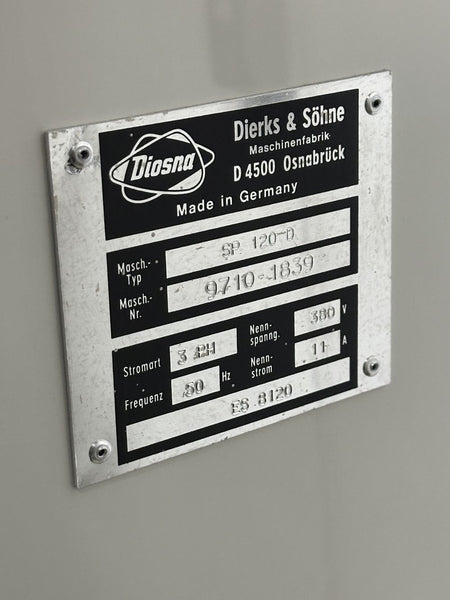 Diosna
Dierks & Söhne
Maschinenfabrik
D 4500 Osnabrück
Made in Germany
Masch.-Typ SP 120-D
Masch.-Nr. 9710-1839
Stromart 3 PH Nenn-spanng. 380 V
Frequenz 50 Hz Nenn-strom 11 A
ES 8120